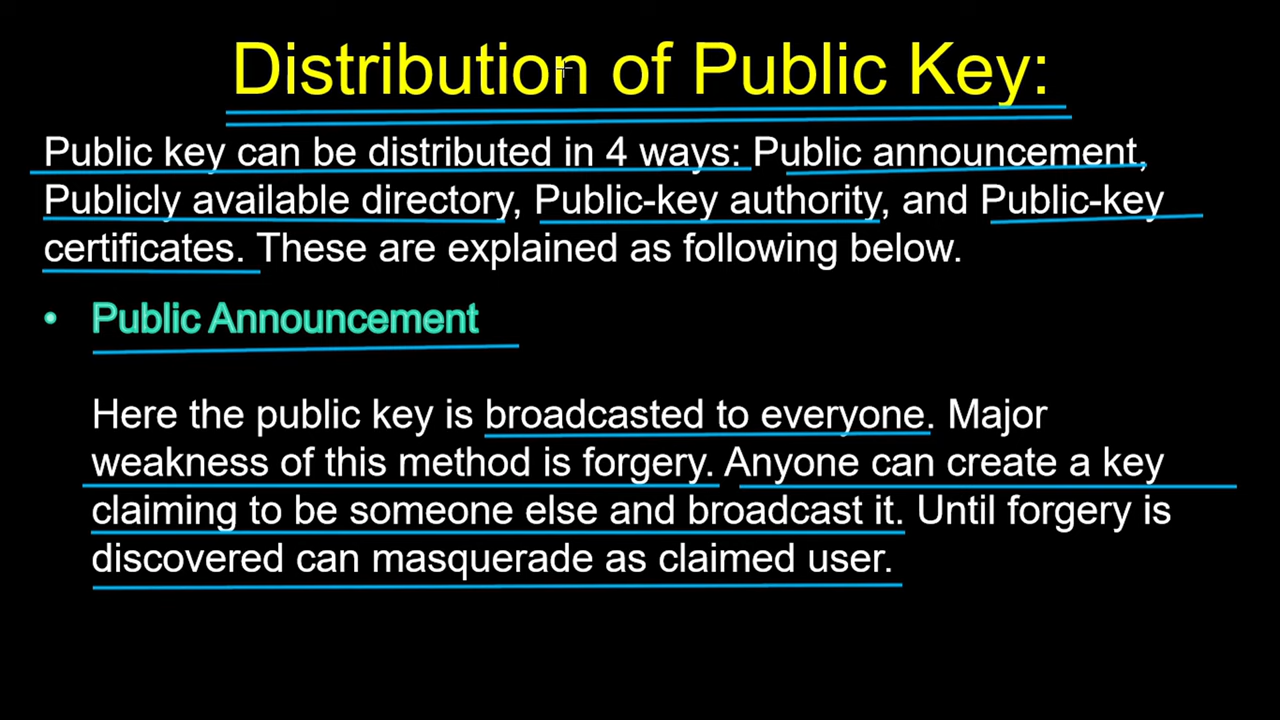 Distribution of Public Key:
Public key can be distributed in 4 ways: Public announcement,
Publicly available directory, Public-key authority, and Public-key
certificates. These are explained as following below.
• Public Announcement
Here the public key is broadcasted to everyone. Major
weakness of this method is forgery. Anyone can create a key
claiming to be someone else and broadcast it. Until forgery is
discovered can masquerade as claimed user.